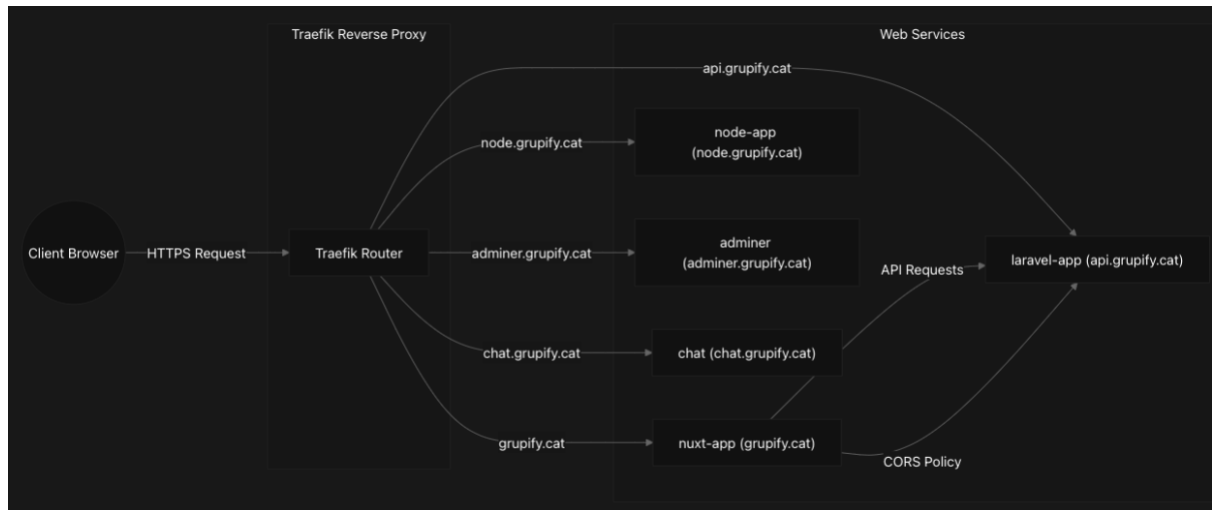 Traefik Reverse Proxy
Web Services
api.grupify.cat
node-app
(node.grupify.cat)
node.grupify.cat
Client Browser
HTTPS Request
Traefik Router
adminer.grupify.cat
adminer
(adminer.grupify.cat)
API Requests
laravel-app (api.grupify.cat)
chat.grupify.cat
chat (chat.grupify.cat)
grupify.cat
nuxt-app (grupify.cat)
CORS Policy